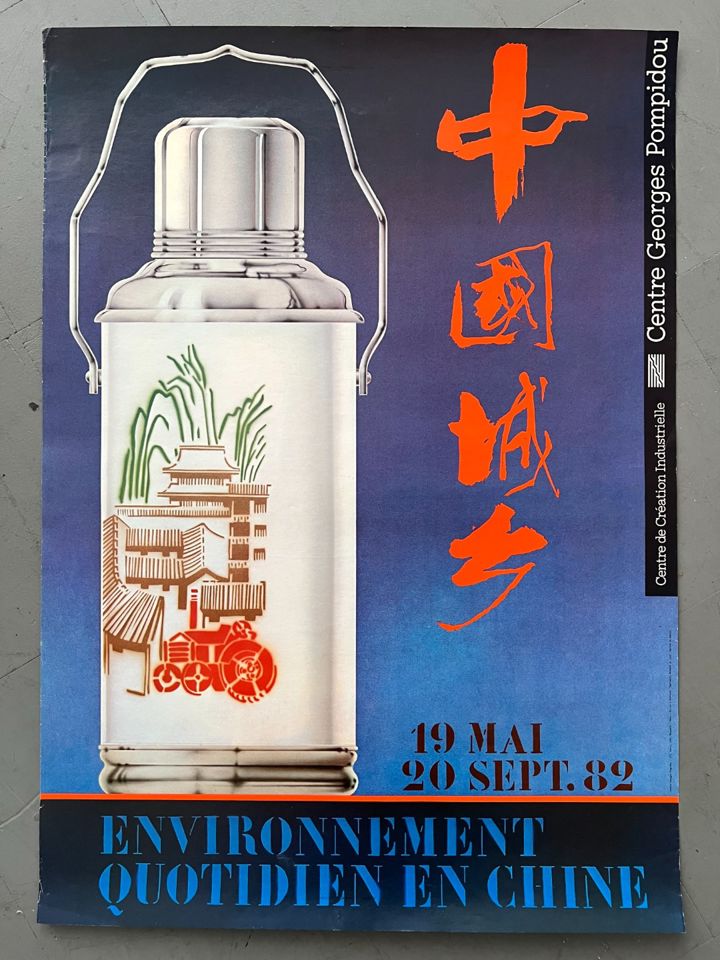 中國城乡
Centre de Création Industrielle Centre Georges Pompidou
19 MAI
20 SEPT. 82
ENVIRONNEMENT
QUOTIDIEN EN CHINE